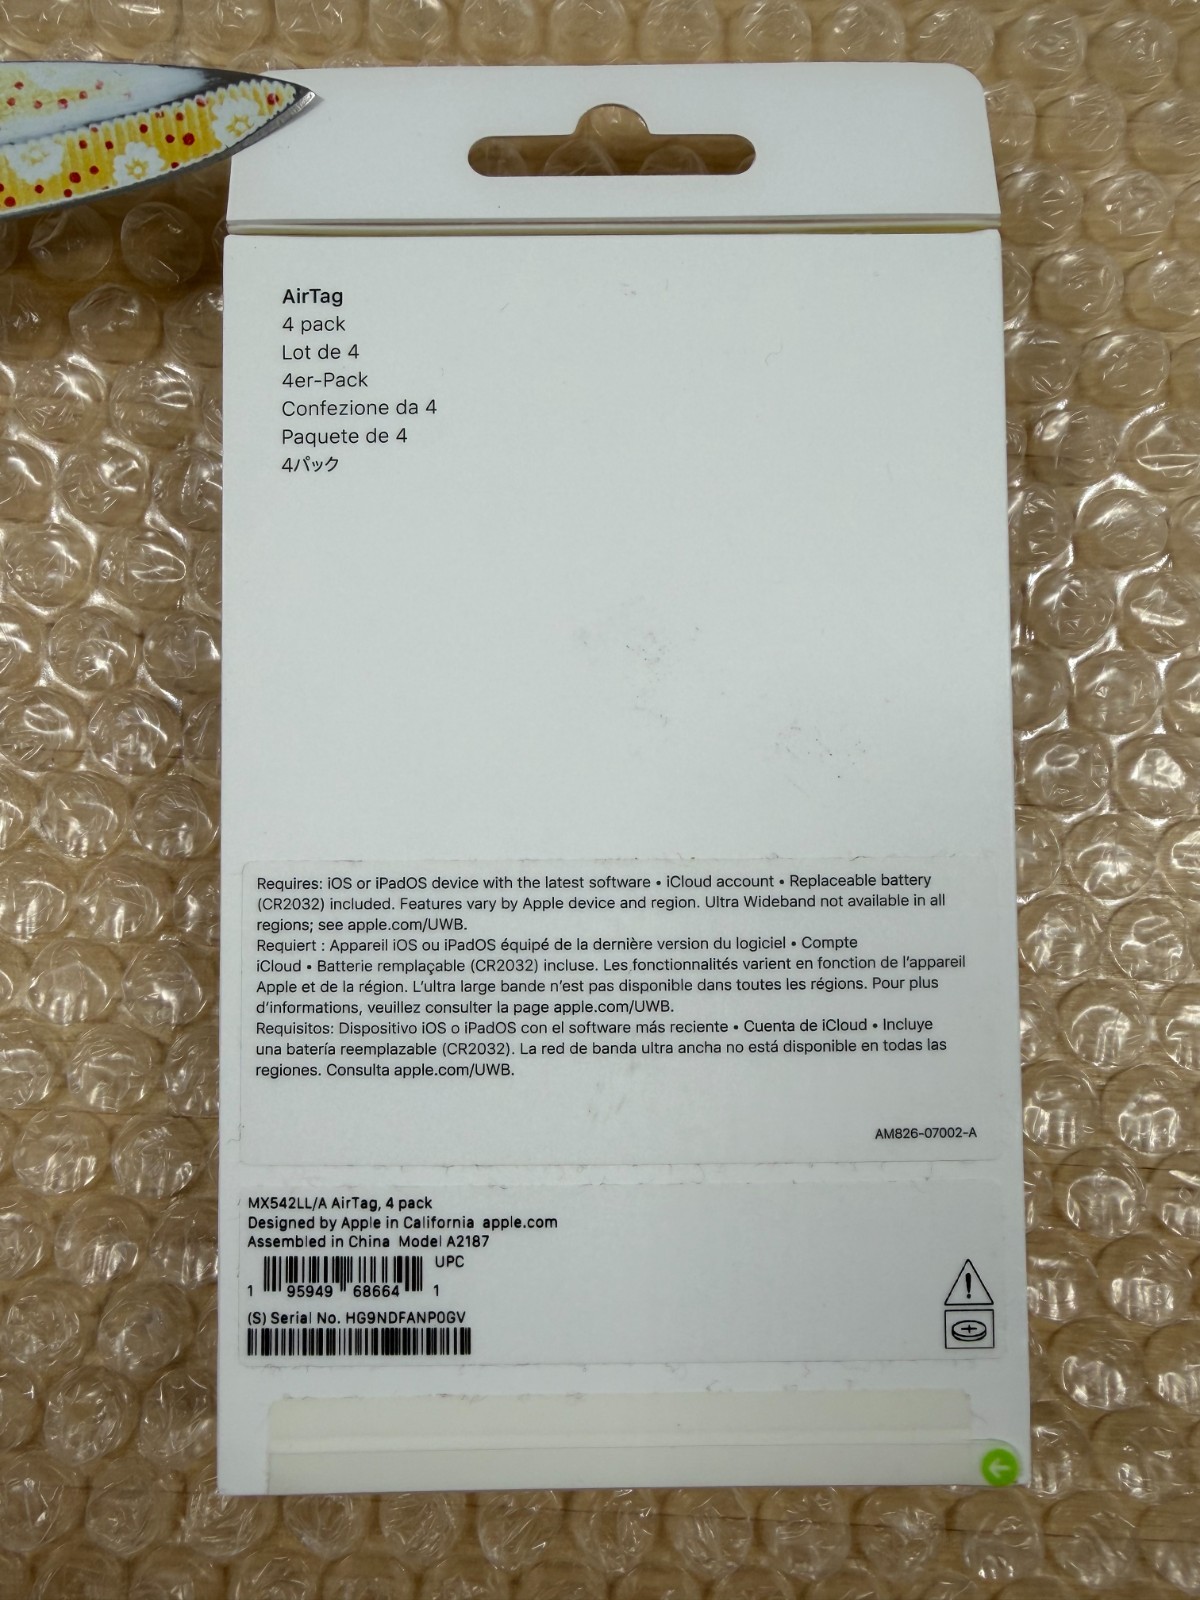 AirTag
4 pack
Lot de 4
4er-Pack
Confezione da 4
Paquete de 4
4パック
Requires: iOS or iPadOS device with the latest software • iCloud account • Replaceable battery
(CR2032) included. Features vary by Apple device and region. Ultra Wideband not available in all
regions; see apple.com/UWB.
Requiert : Appareil iOS ou iPadOS équipé de la dernière version du logiciel • Compte
iCloud • Batterie remplaçable (CR2032) incluse. Les fonctionnalités varient en fonction de l’appareil
Apple et de la région. L’ultra large bande n’est pas disponible dans toutes les régions. Pour plus
d’informations, veuillez consulter la page apple.com/UWB.
Requisitos: Dispositivo iOS o iPadOS con el software más reciente • Cuenta de iCloud • Incluye
una batería reemplazable (CR2032). La red de banda ultra ancha no está disponible en todas las
regiones. Consulta apple.com/UWB.
AM826-07002-A
MX542LL/A AirTag, 4 pack
Designed by Apple in California apple.com
Assembled in China Model A2187
UPC
1 95949 68664 1
(S) Serial No. HG9NDFANP0GV